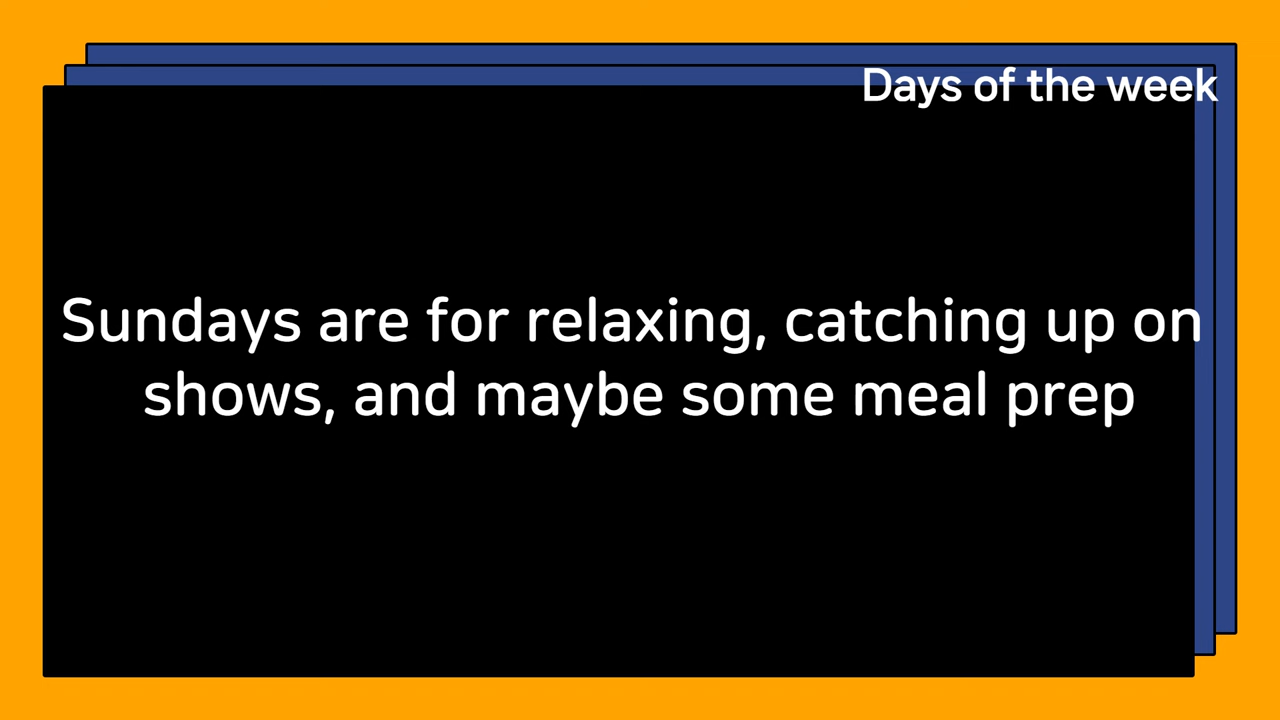 Days of the week
Sundays are for relaxing, catching up on
shows, and maybe some meal prep